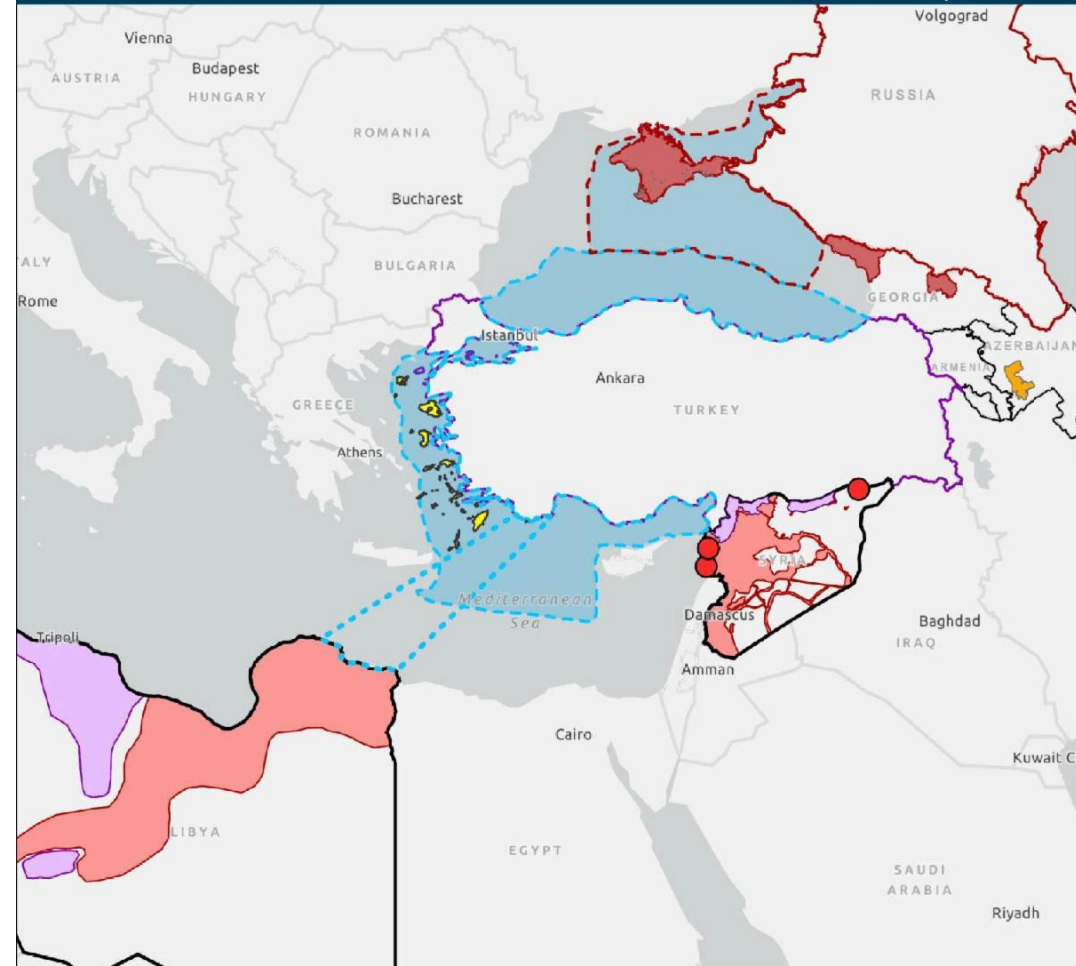 Volgograd
Vienna
Budapest
AUSTRIA
HUNGARY
RUSSIA
ROMANIA
Bucharest
ALY
BULGARIA
Rome
GEORGIA
Istanbul
AZERBAIJAN
ARMENIA
Ankara
TURKEY
GREECE
Athens
SYRIA
Mediterranean
Sea
Damascus
Baghdad
Tripoli
IRAQ
Amman
Cairo
Kuwait C
LIBYA
EGYPT
SAUDI
ARABIA
Riyadh